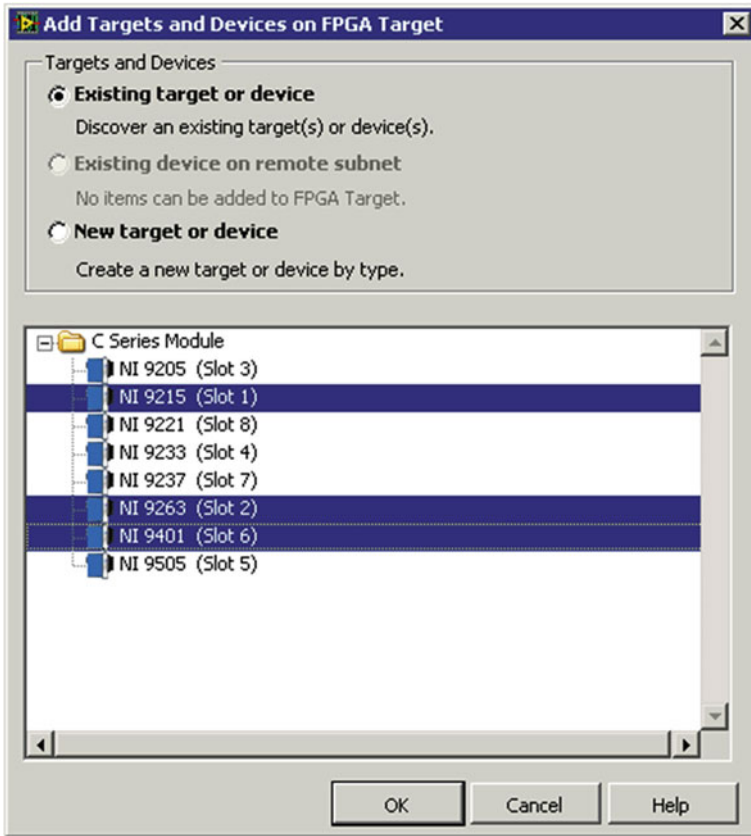 Add Targets and Devices on FPGA Target
Targets and Devices
Existing target or device
Discover an existing target(s) or device(s).
Existing device on remote subnet
No items can be added to FPGA Target.
New target or device
Create a new target or device by type.
C Series Module
NI 9205 (Slot 3)
NI 9215 (Slot 1)
NI 9221 (Slot 8)
NI 9233 (Slot 4)
NI 9237 (Slot 7)
NI 9263 (Slot 2)
NI 9401 (Slot 6)
NI 9505 (Slot 5)
OK Cancel Help